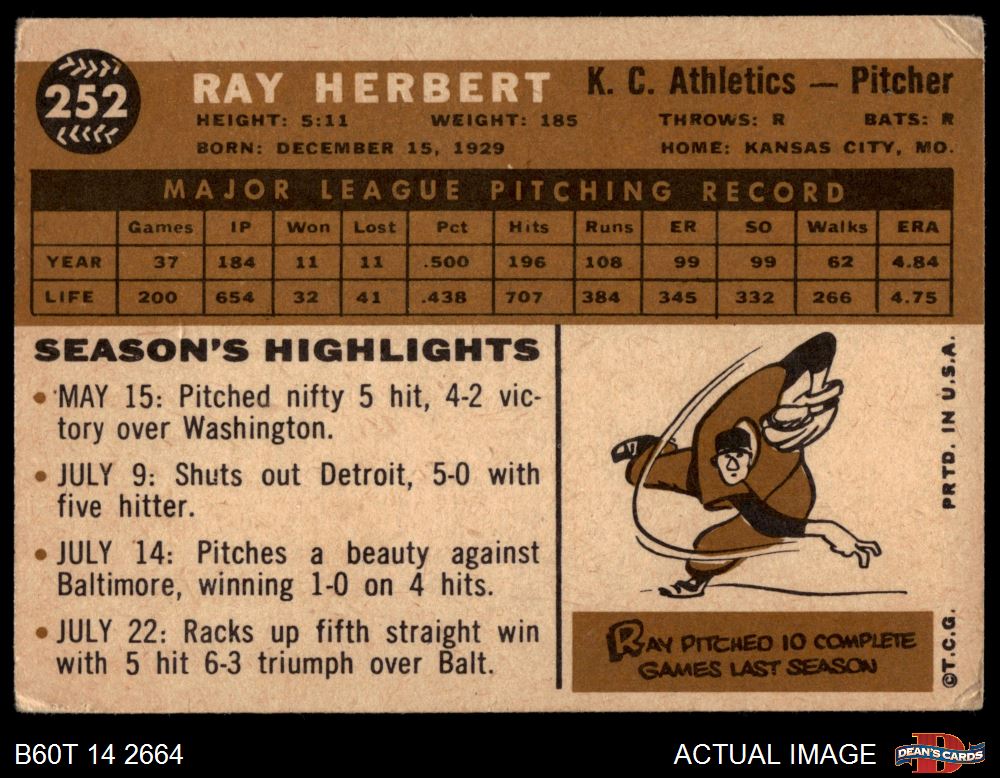 252
RAY HERBERT K. C. Athletics — Pitcher
HEIGHT: 5:11 WEIGHT: 185 THROWS: R BATS: R
BORN: DECEMBER 15, 1929 HOME: KANSAS CITY, MO.
MAJOR LEAGUE PITCHING RECORD
Games IP Won Lost Pct Hits Runs ER SO Walks ERA
YEAR 37 184 11 11 .500 196 108 99 99 62 4.84
LIFE 200 654 32 41 .438 707 384 345 332 266 4.75
SEASON'S HIGHLIGHTS
• MAY 15: Pitched nifty 5 hit, 4-2 vic-
tory over Washington.
• JULY 9: Shuts out Detroit, 5-0 with
five hitter.
• JULY 14: Pitches a beauty against
Baltimore, winning 1-0 on 4 hits.
• JULY 22: Racks up fifth straight win
with 5 hit 6-3 triumph over Balt.
RAY PITCHED 10 COMPLETE
GAMES LAST SEASON
©T.C.G. PRTD. IN U.S.A.
B60T 14 2664 ACTUAL IMAGE
DEAN'S CARDS